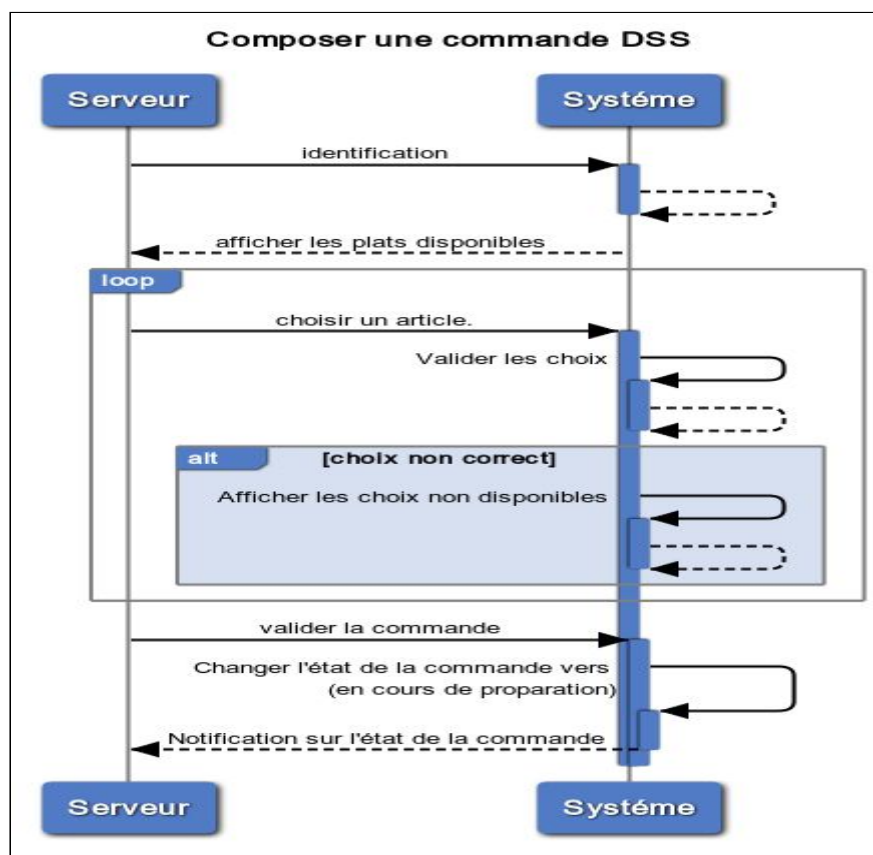 Composer une commande DSS
Serveur
Systéme
identification
afficher les plats disponibles
loop
choisir un article.
Valider les choix
alt
[choix non correct]
Afficher les choix non disponibles
valider la commande
Changer l'état de la commande vers
(en cours de proparation)
Notification sur l'état de la commande
Serveur
Systéme